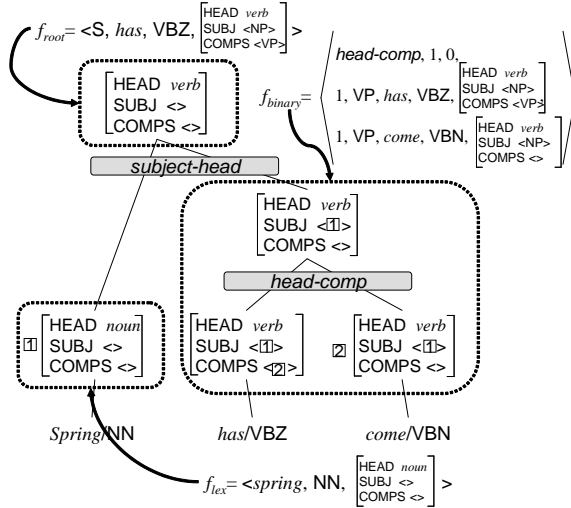 f_root= <S, has, VBZ, [HEAD verb SUBJ <NP> COMPS <VP>] >
HEAD verb
SUBJ <>
COMPS <>
f_binary=
head-comp, 1, 0,
1, VP, has, VBZ, [HEAD verb SUBJ <NP> COMPS <VP>]
1, VP, come, VBN, [HEAD verb SUBJ <NP> COMPS <>]
subject-head
HEAD verb
SUBJ <1>
COMPS <>
head-comp
1 HEAD noun
SUBJ <>
COMPS <>
HEAD verb
SUBJ <1>
COMPS <2>
2 HEAD verb
SUBJ <1>
COMPS <>
Spring/NN has/VBZ come/VBN
f_lex= <spring, NN, [HEAD noun SUBJ <> COMPS <>] >